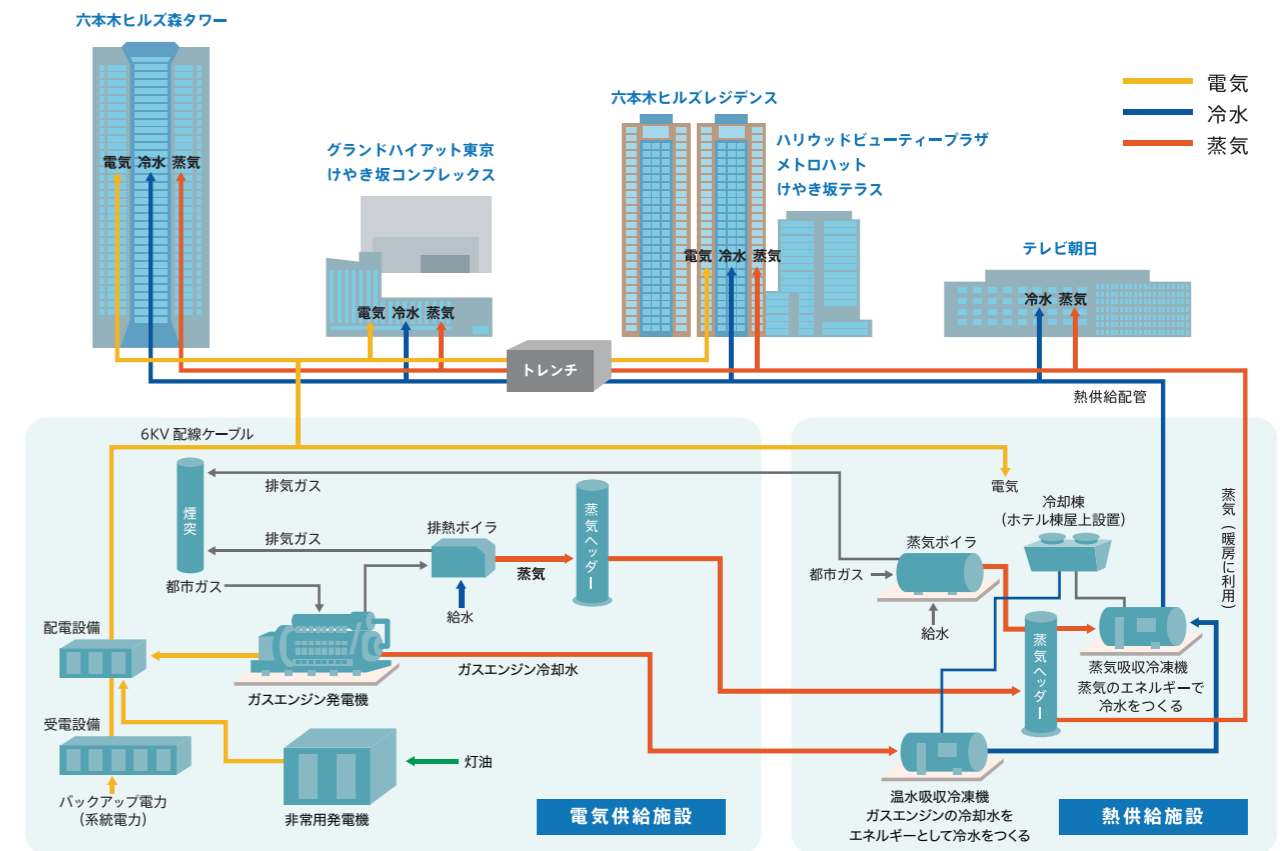 六本木ヒルズ森タワー
電気 冷水 蒸気
グランドハイアット東京
けやき坂コンプレックス
電気 冷水 蒸気
六本木ヒルズレジデンス
ハリウッドビューティープラザ
メトロハット
けやき坂テラス
電気 冷水 蒸気
テレビ朝日
冷水 蒸気
電気
冷水
蒸気
トレンチ
熱供給配管
6KV 配線ケーブル
煙突
排気ガス
排気ガス
都市ガス
排熱ボイラ
蒸気
給水
蒸気ヘッダー
配電設備
ガスエンジン発電機
ガスエンジン冷却水
受電設備
バックアップ電力
(系統電力)
非常用発電機
灯油
電気供給施設
電気
冷却棟
(ホテル棟屋上設置)
蒸気ボイラ
都市ガス
給水
蒸気(暖房に利用)
蒸気ヘッダー
蒸気吸収冷凍機
蒸気のエネルギーで
冷水をつくる
温水吸収冷凍機
ガスエンジンの冷却水を
エネルギーとして冷水をつくる
熱供給施設